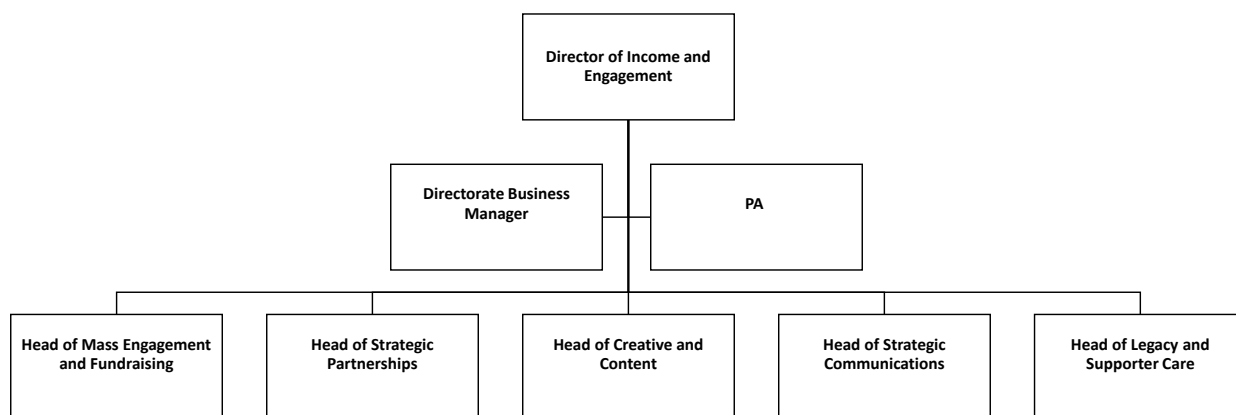 Director of Income and
Engagement
Directorate Business
Manager
PA
Head of Mass Engagement
and Fundraising
Head of Strategic
Partnerships
Head of Creative and
Content
Head of Strategic
Communications
Head of Legacy and
Supporter Care